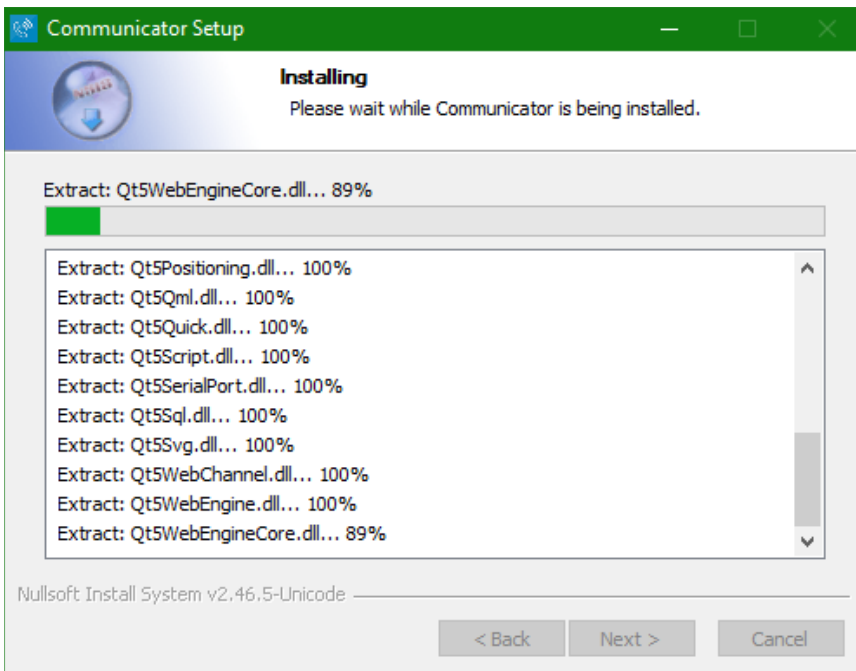 Communicator Setup
Installing
Please wait while Communicator is being installed.
Extract: Qt5WebEngineCore.dll... 89%
Extract: Qt5Positioning.dll... 100%
Extract: Qt5Qml.dll... 100%
Extract: Qt5Quick.dll... 100%
Extract: Qt5Script.dll... 100%
Extract: Qt5SerialPort.dll... 100%
Extract: Qt5Sql.dll... 100%
Extract: Qt5Svg.dll... 100%
Extract: Qt5WebChannel.dll... 100%
Extract: Qt5WebEngine.dll... 100%
Extract: Qt5WebEngineCore.dll... 89%
Nullsoft Install System v2.46.5-Unicode
< Back Next > Cancel